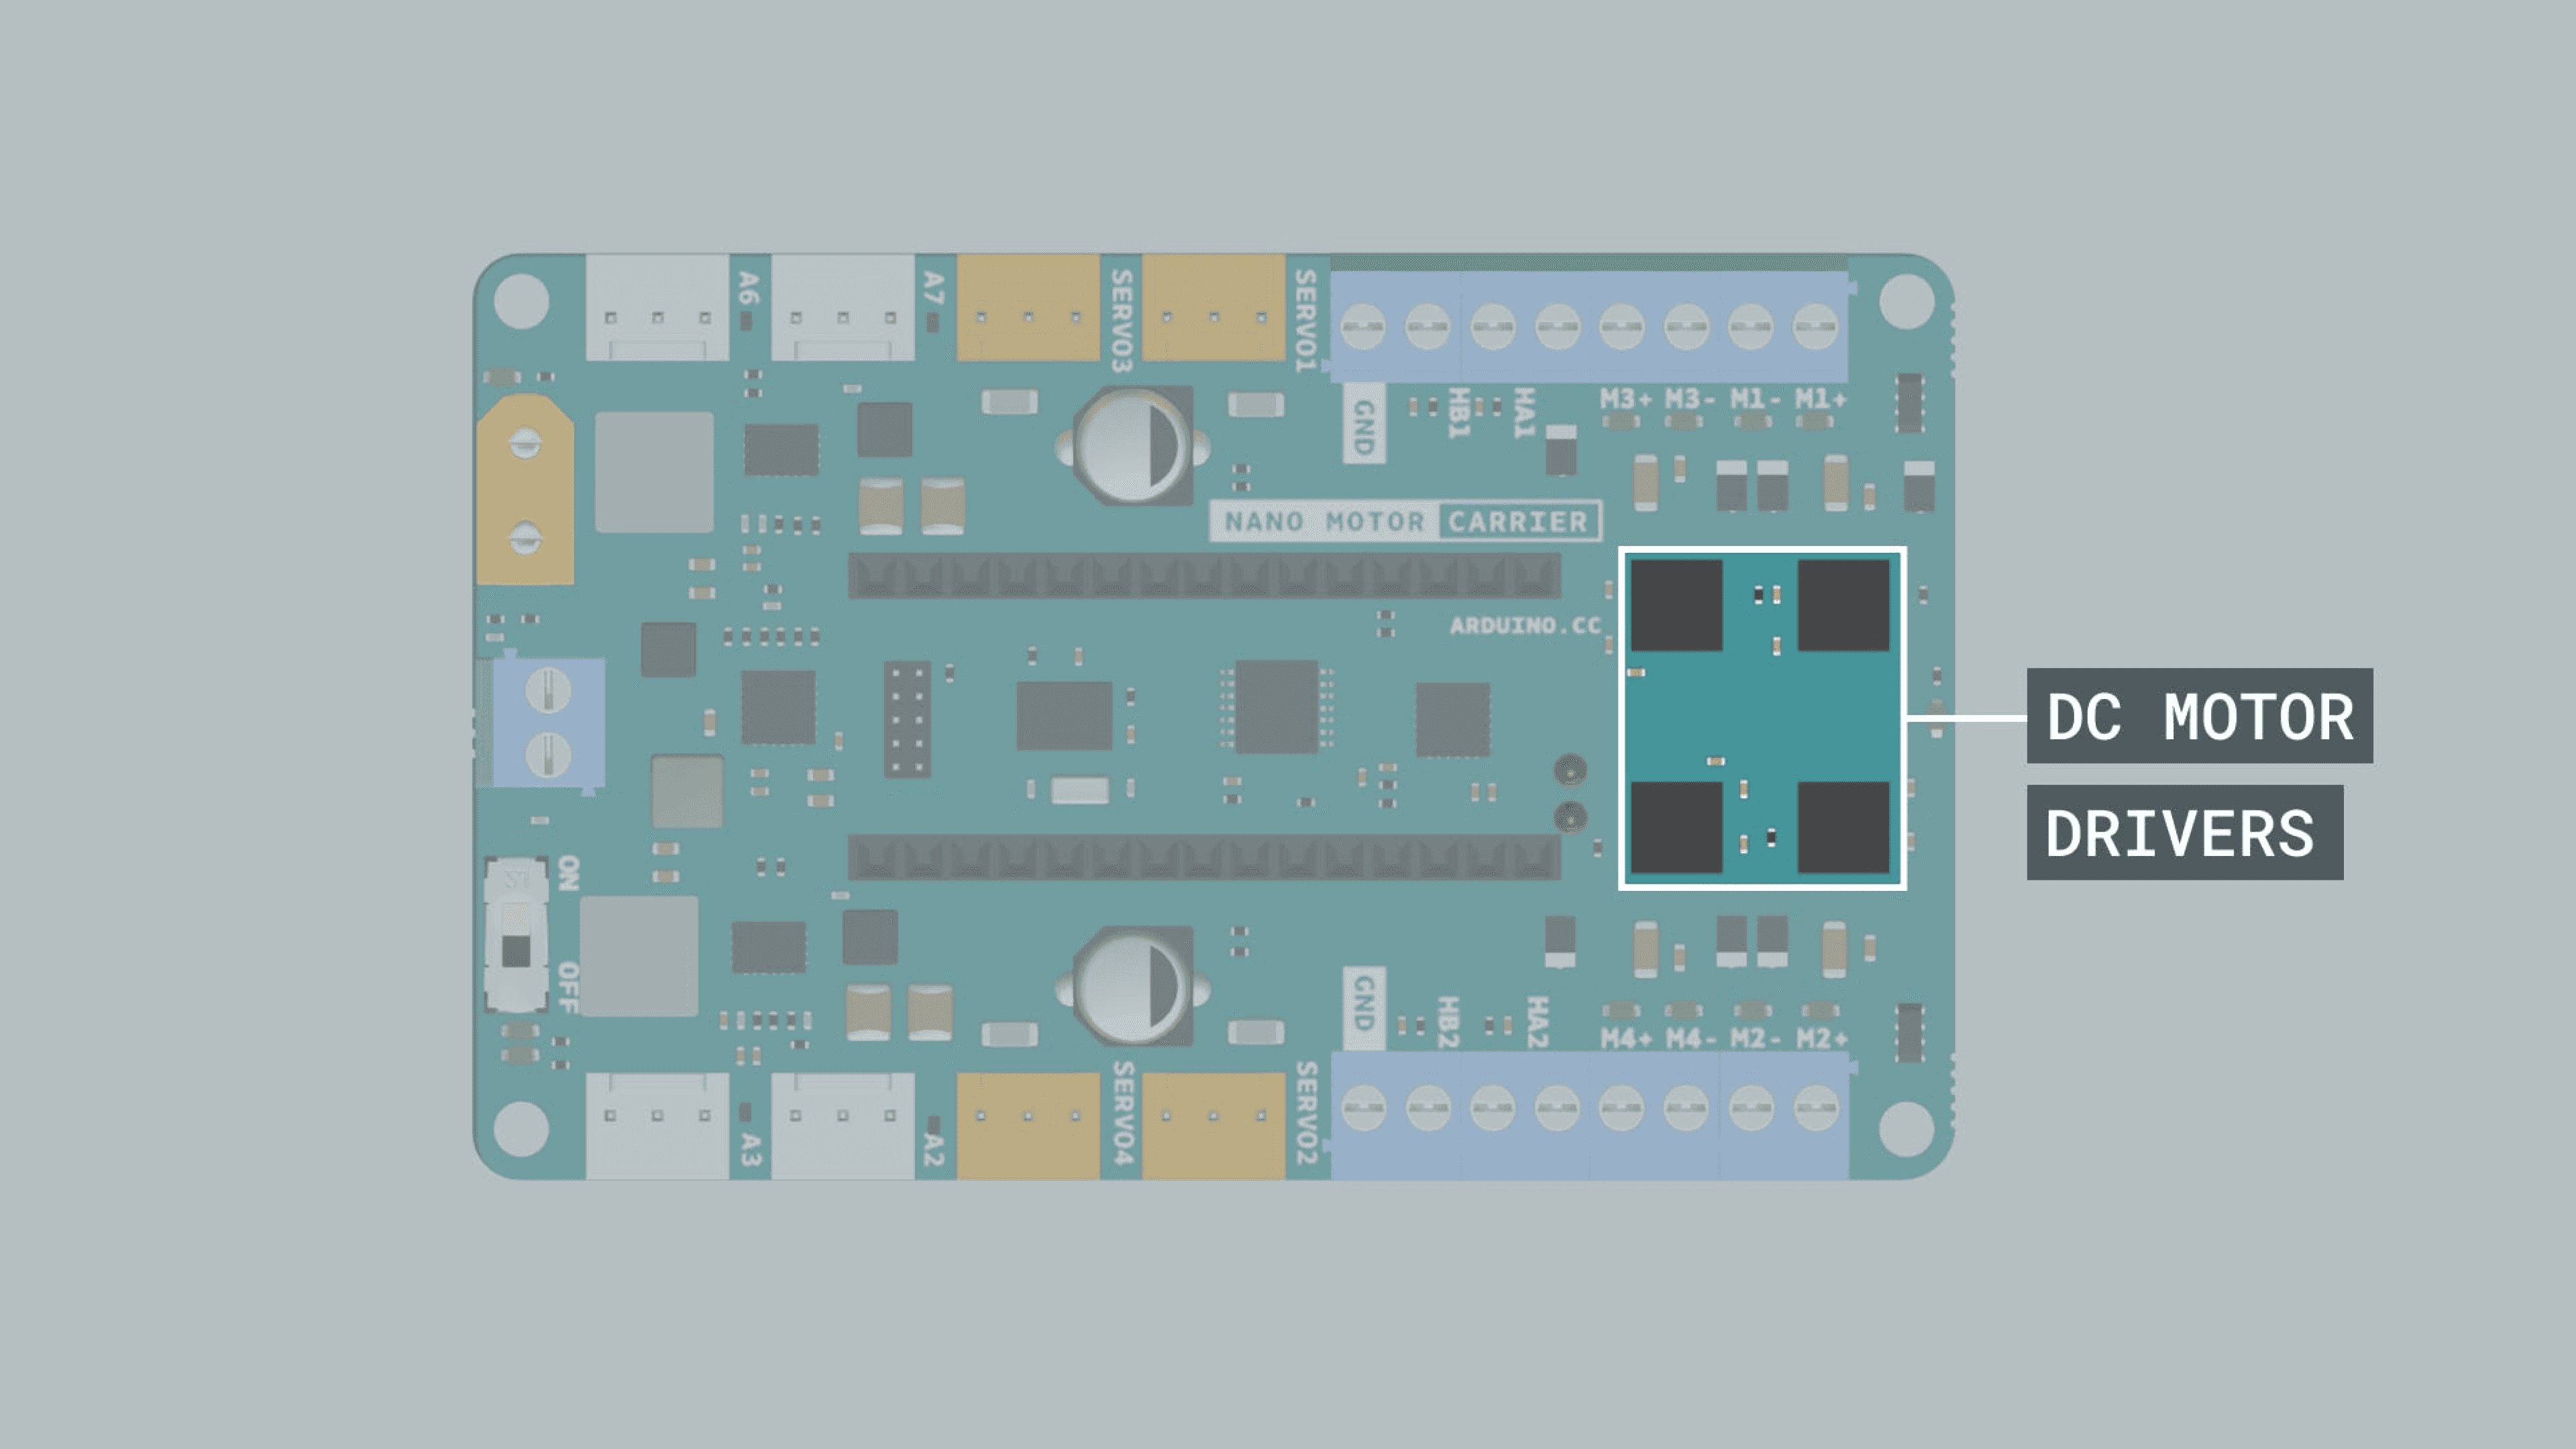 A6
A7
SERVO3
SERVO1
GND
HB1
HA1
M3+ M3- M1- M1+
NANO MOTOR CARRIER
ARDUINO.CC
DC MOTOR
DRIVERS
ON
OFF
GND
HB2
HA2
M4+ M4- M2- M2+
A3
A2
SERVO4
SERVO2